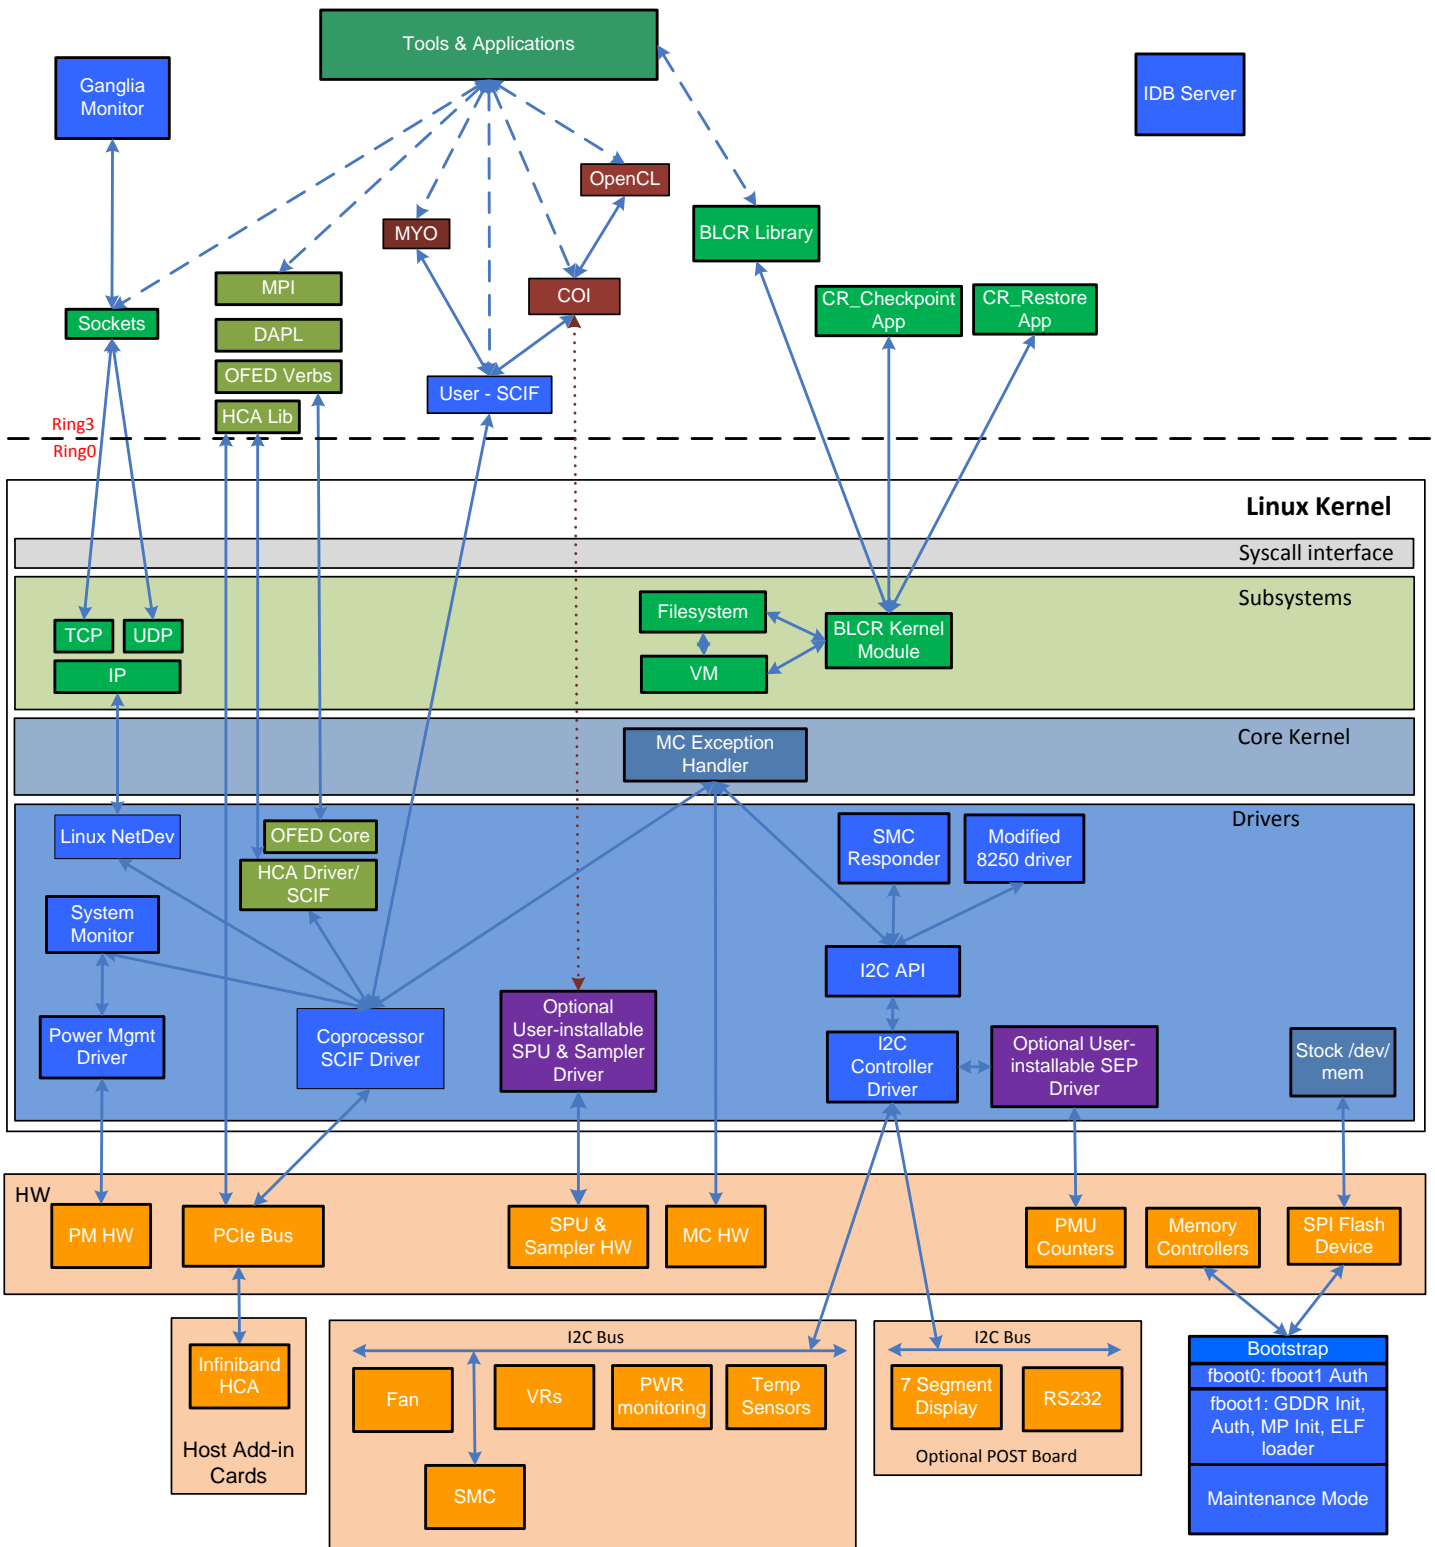 Tools & Applications
Ganglia
Monitor
IDB Server
OpenCL
MYO
BLCR Library
MPI
COI
CR_Checkpoint
App
CR_Restore
App
Sockets
DAPL
OFED Verbs
User - SCIF
HCA Lib
Ring3
Ring0
Linux Kernel
Syscall interface
Subsystems
Filesystem
TCP
UDP
BLCR Kernel
Module
IP
VM
Core Kernel
MC Exception
Handler
Drivers
Linux NetDev
OFED Core
SMC
Responder
Modified
8250 driver
HCA Driver/
SCIF
System
Monitor
I2C API
Power Mgmt
Driver
Coprocessor
SCIF Driver
Optional
User-installable
SPU & Sampler
Driver
I2C
Controller
Driver
Optional User-
installable SEP
Driver
Stock /dev/
mem
HW
PM HW
PCIe Bus
SPU &
Sampler HW
MC HW
PMU
Counters
Memory
Controllers
SPI Flash
Device
I2C Bus
I2C Bus
Infiniband
HCA
Host Add-in
Cards
Fan
VRs
PWR
monitoring
Temp
Sensors
SMC
7 Segment
Display
RS232
Optional POST Board
Bootstrap
fboot0: fboot1 Auth
fboot1: GDDR Init,
Auth, MP Init, ELF
loader
Maintenance Mode